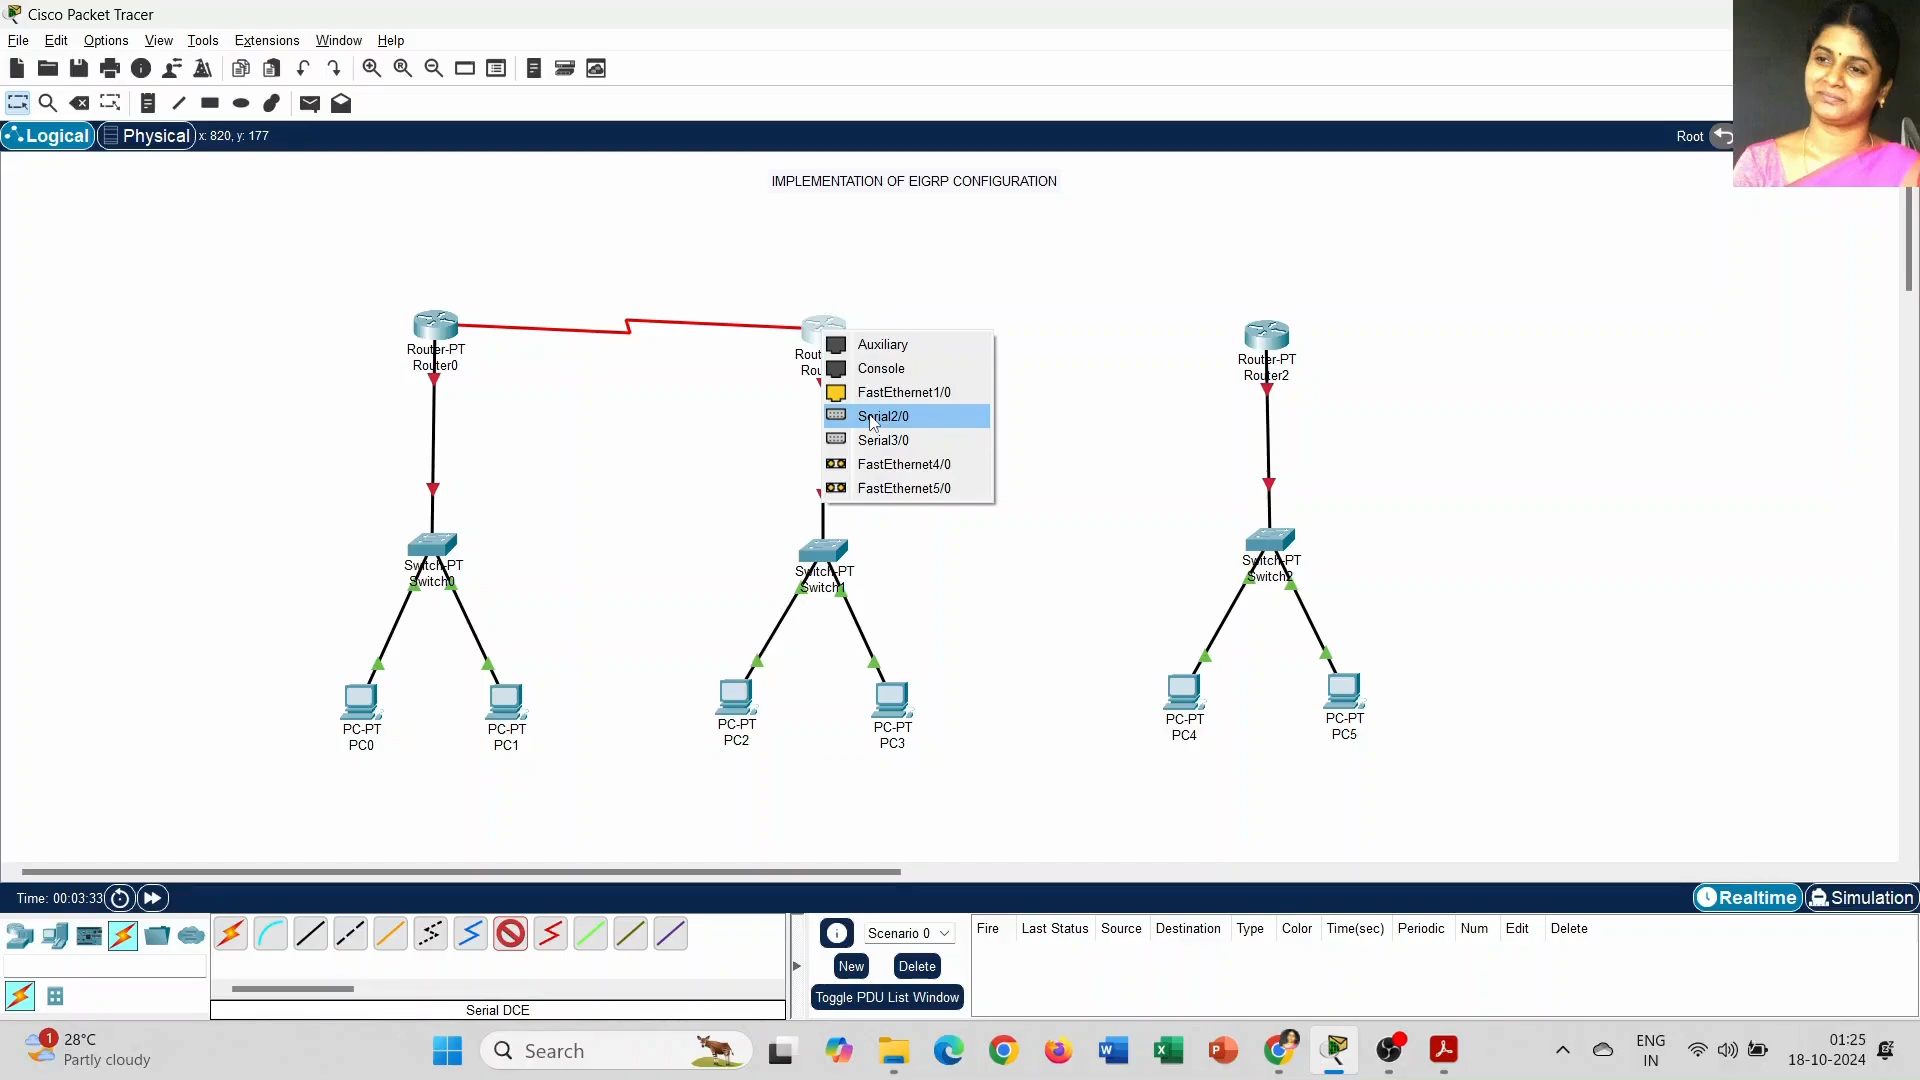 Cisco Packet Tracer
File Edit Options View Tools Extensions Window Help
Logical Physical x: 820, y: 177 Root
IMPLEMENTATION OF EIGRP CONFIGURATION
Router-PT
Router0
Rout
Rou
Auxiliary
Console
FastEthernet1/0
Serial2/0
Serial3/0
FastEthernet4/0
FastEthernet5/0
Router-PT
Router2
Switch-PT
Switch0
Switch-PT
Switch1
Switch-PT
Switch2
PC-PT
PC0
PC-PT
PC1
PC-PT
PC2
PC-PT
PC3
PC-PT
PC4
PC-PT
PC5
Time: 00:03:33 Realtime Simulation
Scenario 0
New Delete
Toggle PDU List Window
Fire Last Status Source Destination Type Color Time(sec) Periodic Num Edit Delete
Serial DCE
1
28°C
Partly cloudy
Search
ENG
IN
01:25
18-10-2024